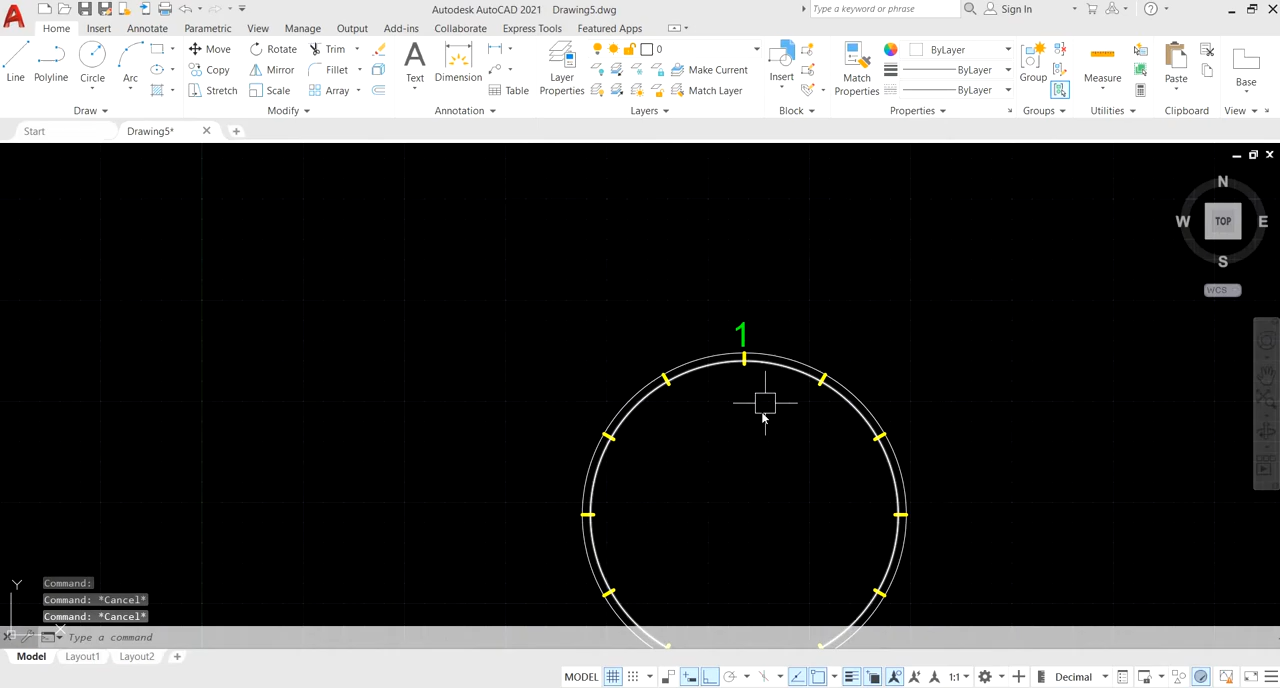 Autodesk AutoCAD 2021 Drawing5.dwg
Type a keyword or phrase
Sign In
Home Insert Annotate Parametric View Manage Output Add-ins Collaborate Express Tools Featured Apps
Line Polyline Circle Arc
Move Rotate Trim
Copy Mirror Fillet
Stretch Scale Array
Text Dimension Table
Layer Properties
0
Make Current
Match Layer
Insert
Match Properties
ByLayer
ByLayer
ByLayer
Group
Measure
Paste
Base
Draw Modify Annotation Layers Block Properties Groups Utilities Clipboard View
Start Drawing5*
N
W TOP E
S
WCS
1
Y
Command:
Command: *Cancel*
Command: *Cancel*
X
Type a command
Model Layout1 Layout2
MODEL 1:1 Decimal